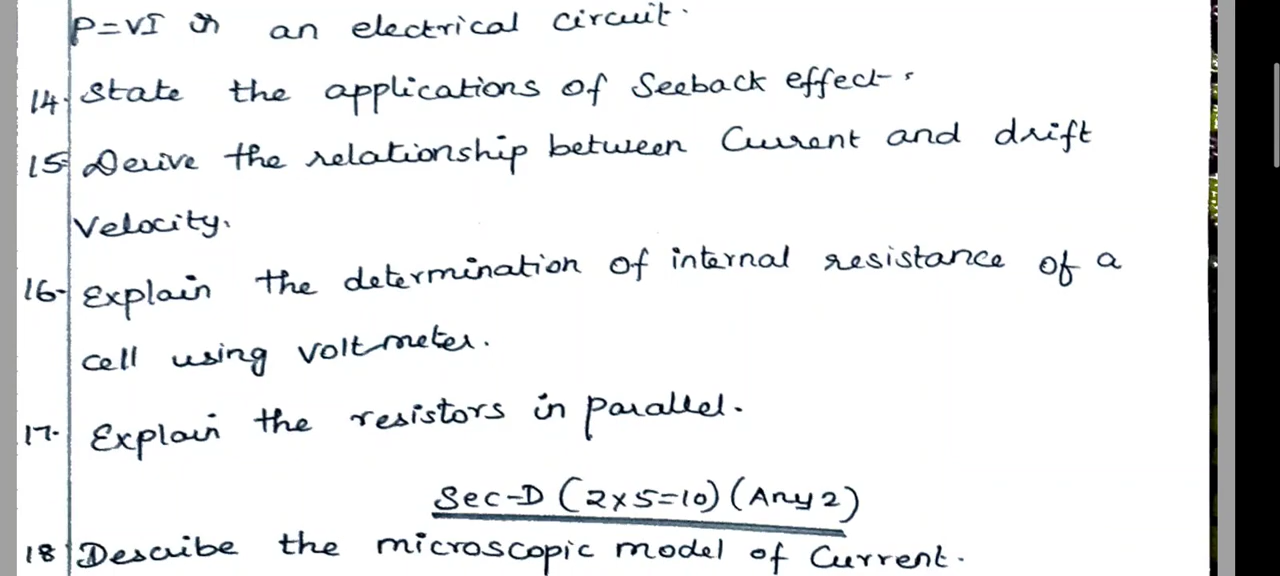 P=VI in an electrical circuit.
14. State the applications of Seeback effect.
15. Derive the relationship between Current and drift
Velocity.
16. Explain the determination of internal resistance of a
cell using voltmeter.
17. Explain the resistors in parallel.
Sec-D (2x5=10) (Any 2)
18 Describe the microscopic model of Current.